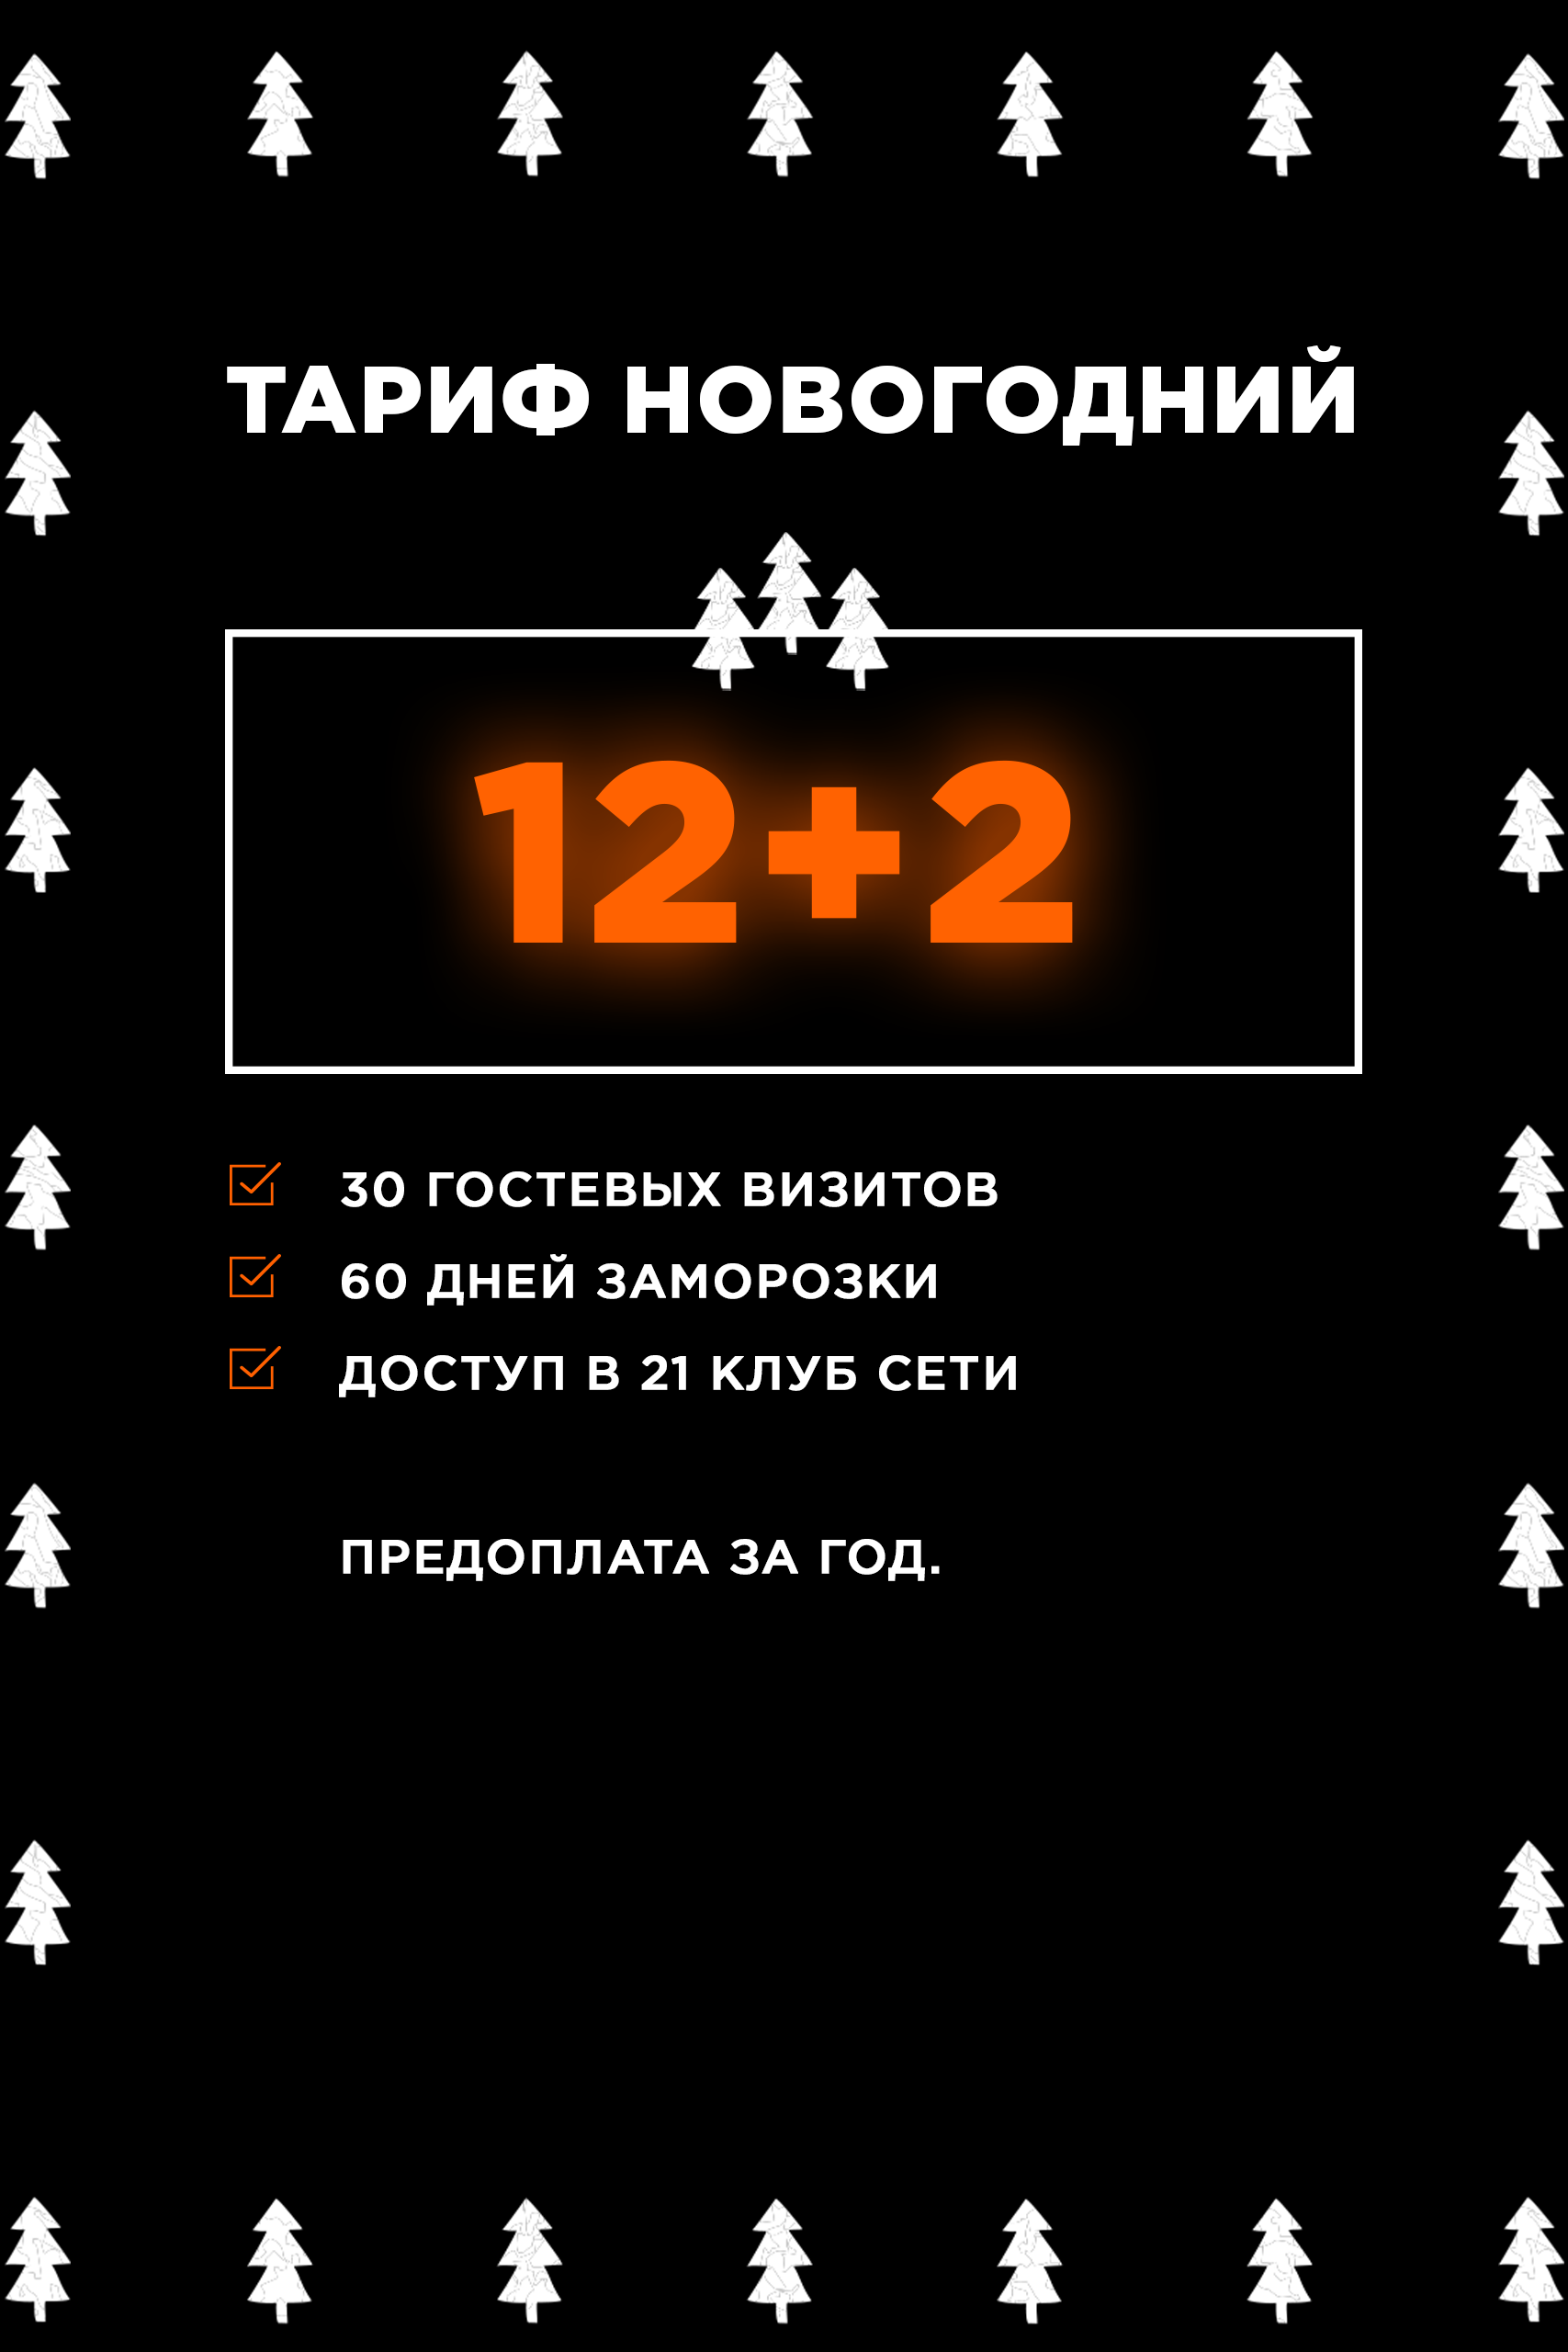 ТАРИФ НОВОГОДНИЙ
12+2
30 ГОСТЕВЫХ ВИЗИТОВ
60 ДНЕЙ ЗАМОРОЗКИ
ДОСТУП В 21 КЛУБ СЕТИ
ПРЕДОПЛАТА ЗА ГОД.